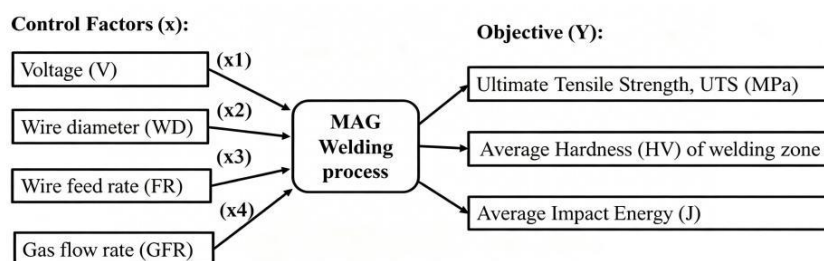 Control Factors (x):
Voltage (V)
Wire diameter (WD)
Wire feed rate (FR)
Gas flow rate (GFR)
(x1)
(x2)
(x3)
(x4)
MAG
Welding
process
Objective (Y):
Ultimate Tensile Strength, UTS (MPa)
Average Hardness (HV) of welding zone
Average Impact Energy (J)